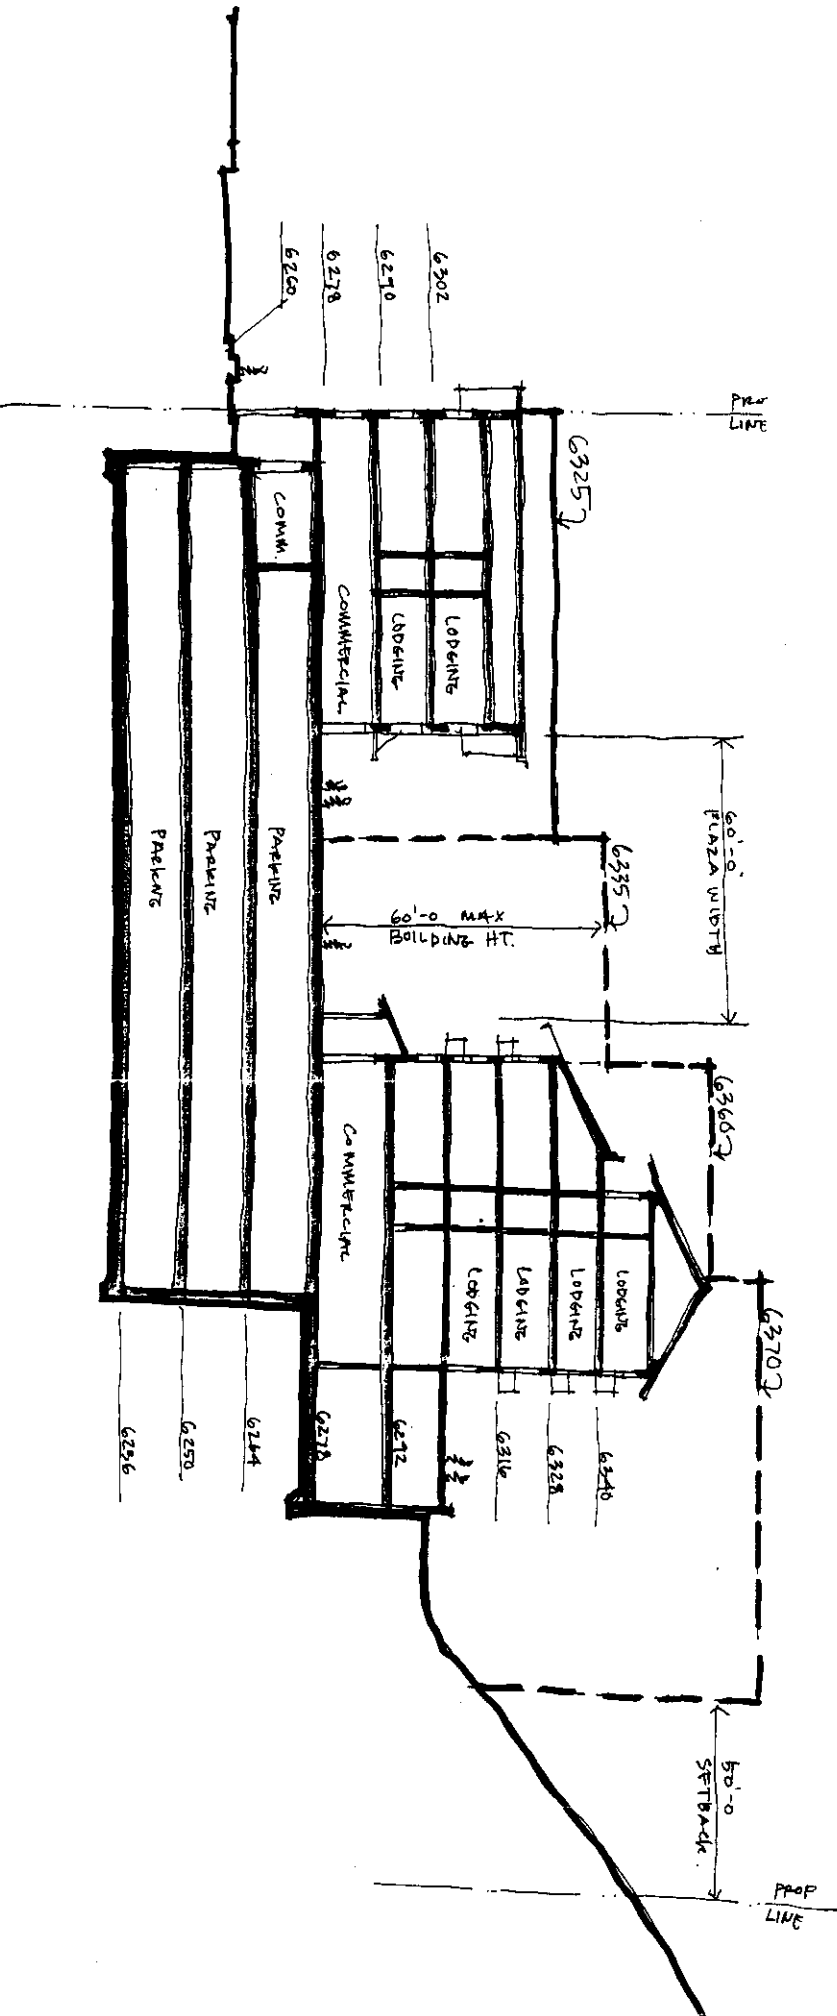 PROP
LINE
6325
6335
6360
6370
60'-0"
PLAZA WIDTH
60'-0 MAX
BUILDING HT.
50'-0
SETBACK.
PROP
LINE
6302
6290
6278
6260
LODGING
LODGING
COMMERCIAL
COMM.
PARKING
PARKING
PARKING
LODGING
LODGING
LODGING
LODGING
COMMERCIAL
6340
6328
6316
6292
6278
6264
6250
6236